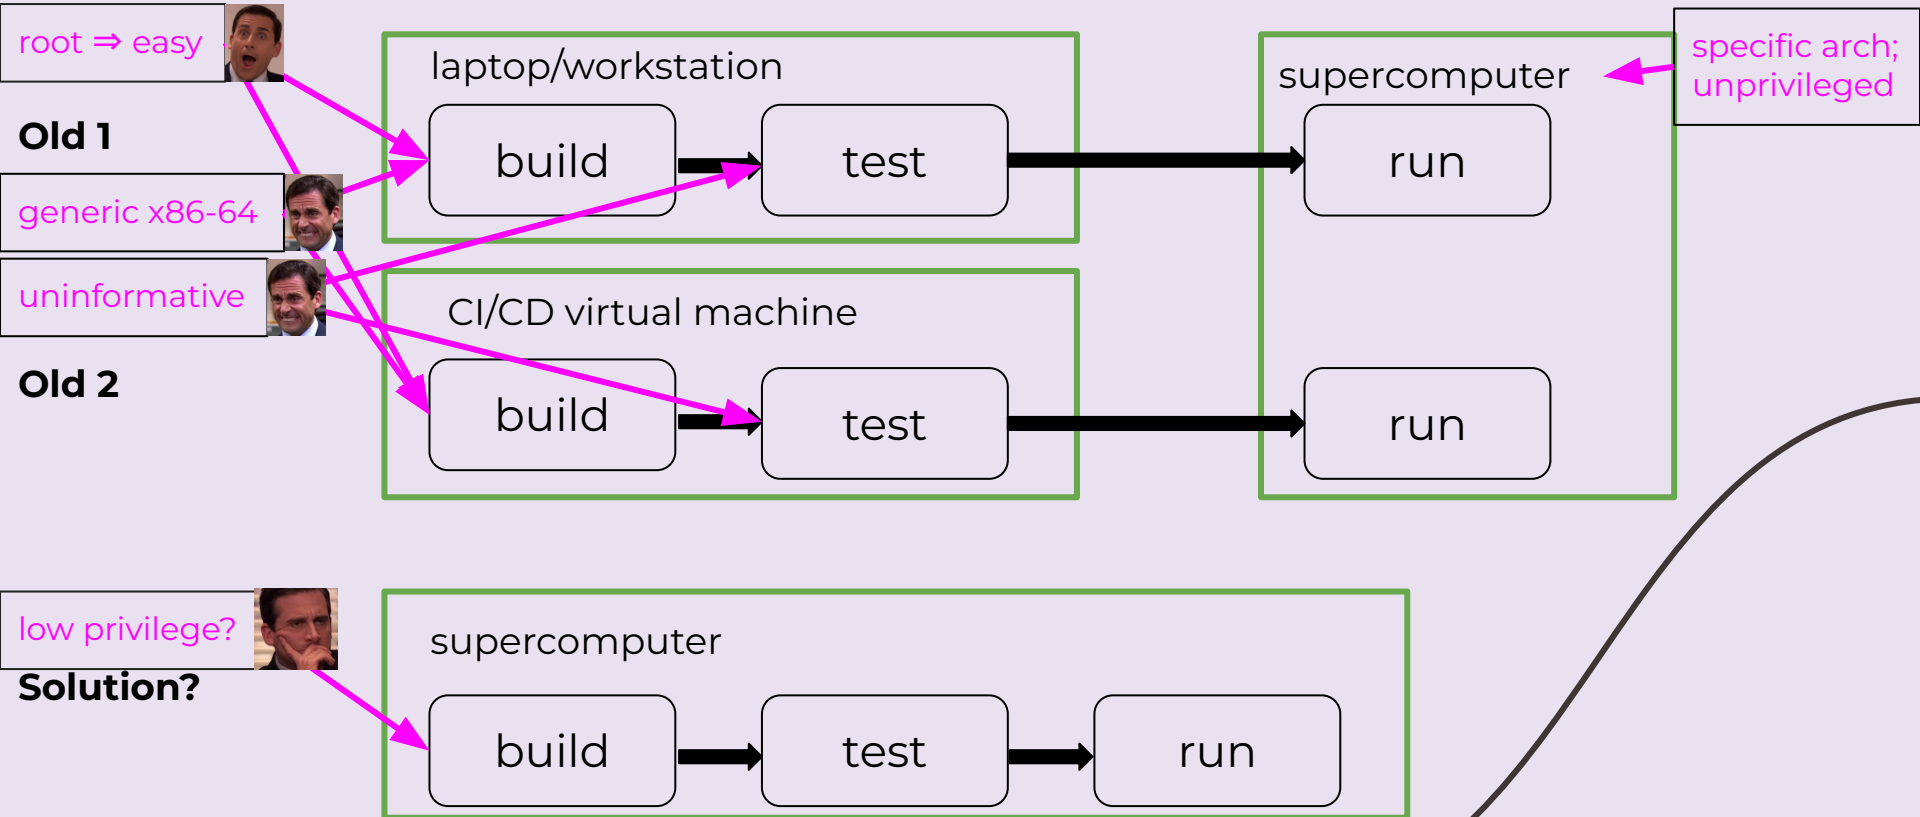 root ⇒ easy
laptop/workstation
supercomputer
specific arch;
unprivileged
Old 1
build
test
run
generic x86-64
uninformative
CI/CD virtual machine
Old 2
build
test
run
low privilege?
supercomputer
Solution?
build
test
run